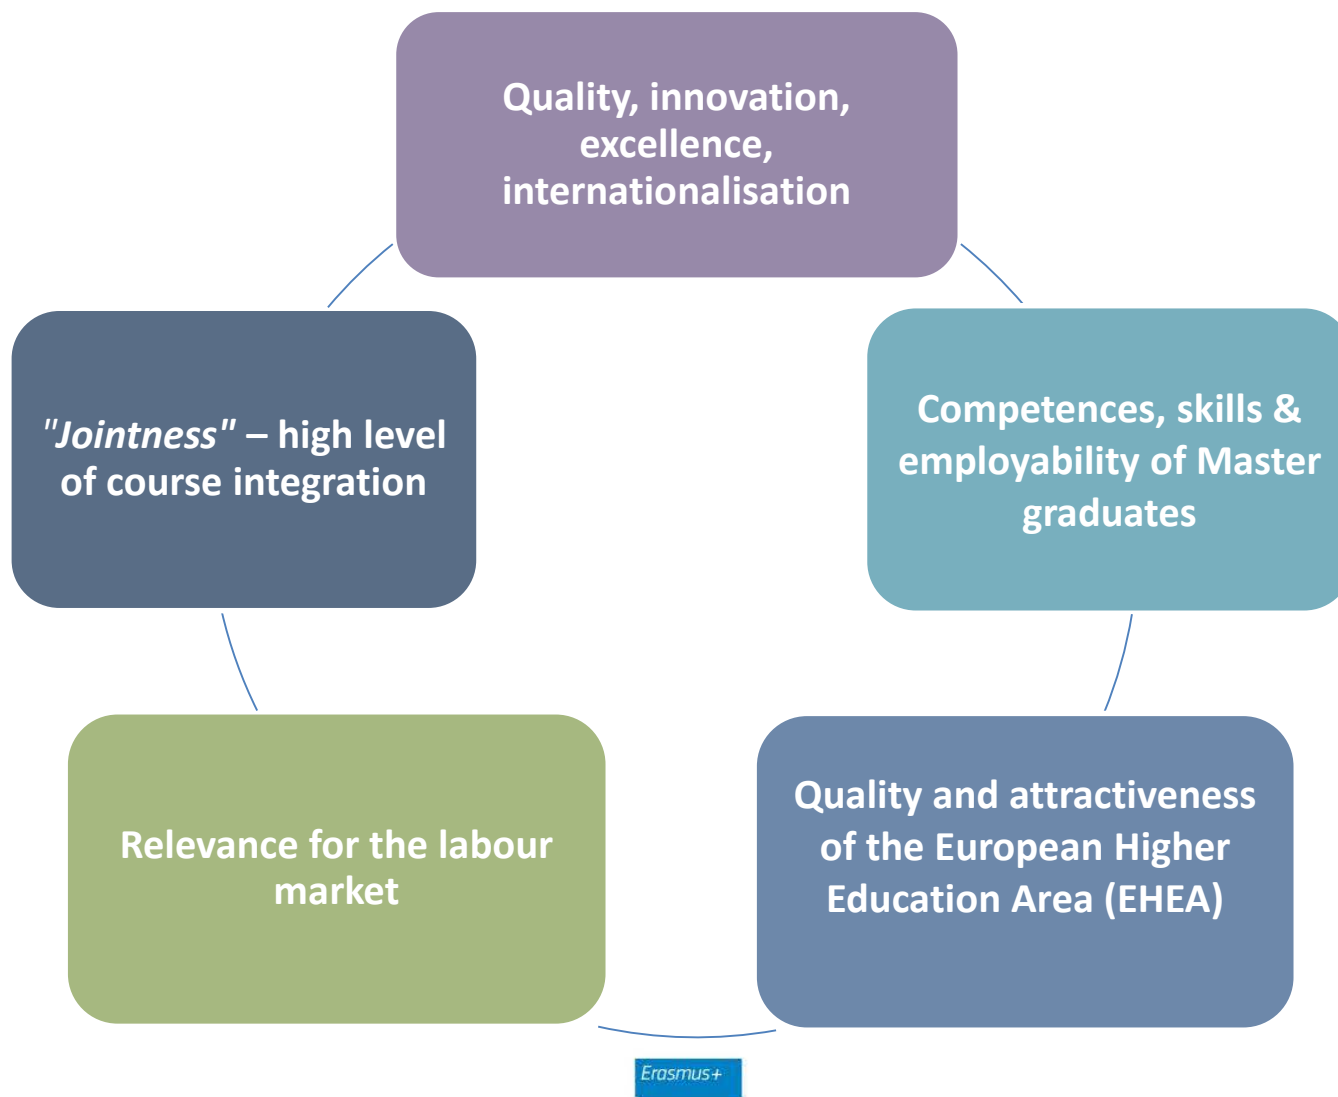 Quality, innovation,
excellence,
internationalisation
"Jointness" – high level
of course integration
Competences, skills &
employability of Master
graduates
Relevance for the labour
market
Quality and attractiveness
of the European Higher
Education Area (EHEA)
Erasmus+